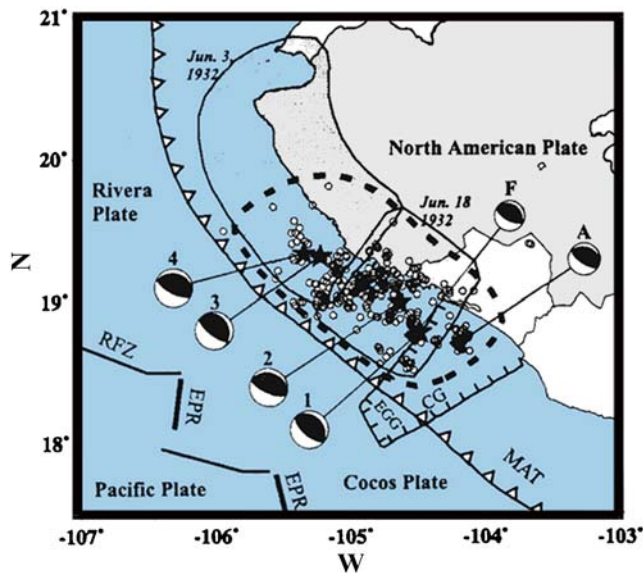 21°
20°
19°
18°
N
Jun. 3,
1932
North American Plate
Rivera
Plate
Jun. 18
1932
F
A
4
3
2
1
RFZ
EPR
EGG
CG
MAT
Pacific Plate
EPR
Cocos Plate
-107
-106°
-105°
-104°
-103°
W